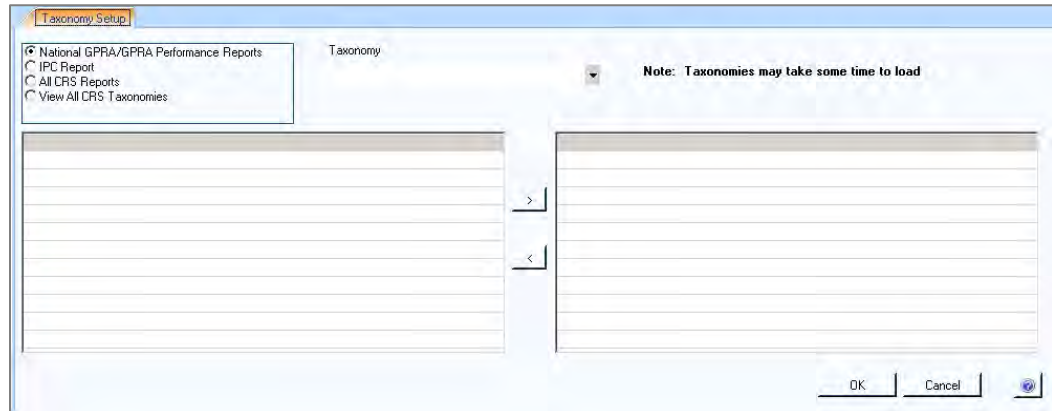 Taxonomy Setup
National GPRA/GPRA Performance Reports
IPC Report
All CRS Reports
View All CRS Taxonomies
Taxonomy
Note: Taxonomies may take some time to load
>
<
OK
Cancel
?